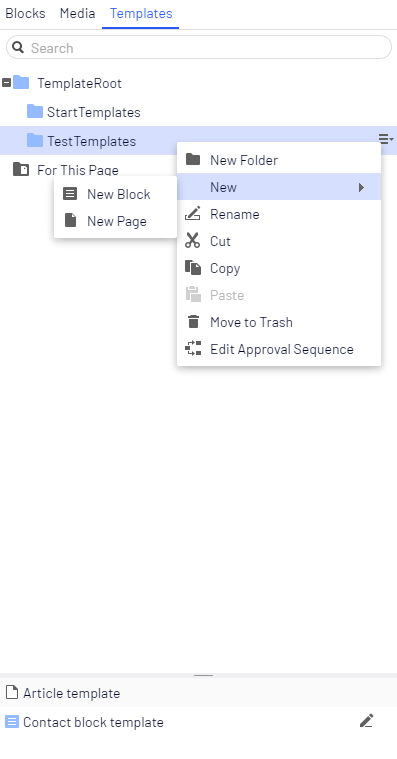 Blocks Media Templates
Search
TemplateRoot
StartTemplates
TestTemplates
For This Page
New Folder
New
Rename
Cut
Copy
Paste
Move to Trash
Edit Approval Sequence
New Block
New Page
Article template
Contact block template